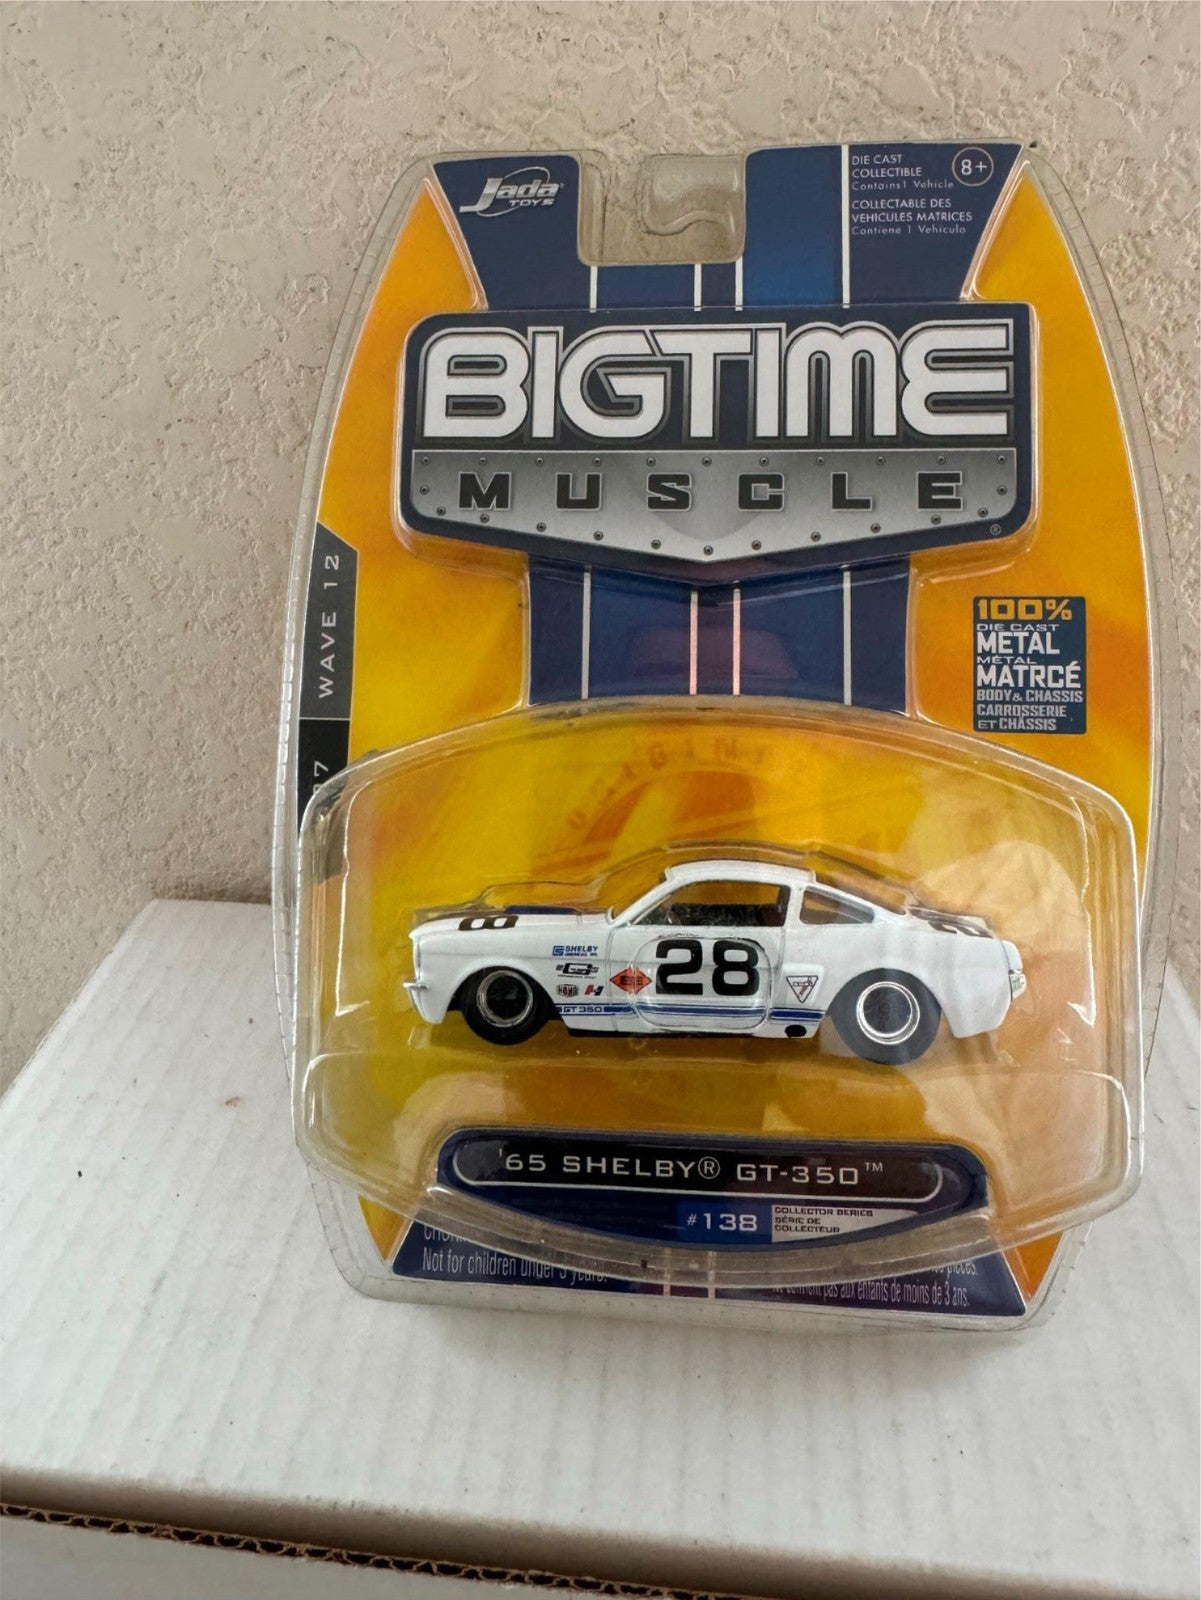 Jada
TOYS
DIE CAST
COLLECTIBLE
Contains 1 Vehicle
8+
COLLECTABLE DES
VEHICULES MATRICES
Contiene 1 Vehiculo
BIGTIME
MUSCLE
®
WAVE 12
100%
DIE CAST
METAL
MÉTAL
MATRCÉ
BODY & CHASSIS
CARROSSERIE
ET CHÂSSIS
28
SHELBY
GT 350
'65 SHELBY® GT-350™
#138
COLLECTOR SERIES
SÉRIE DE
COLLECTEUR
Not for children under 3 years.
pas aux enfants de moins de 3 ans.